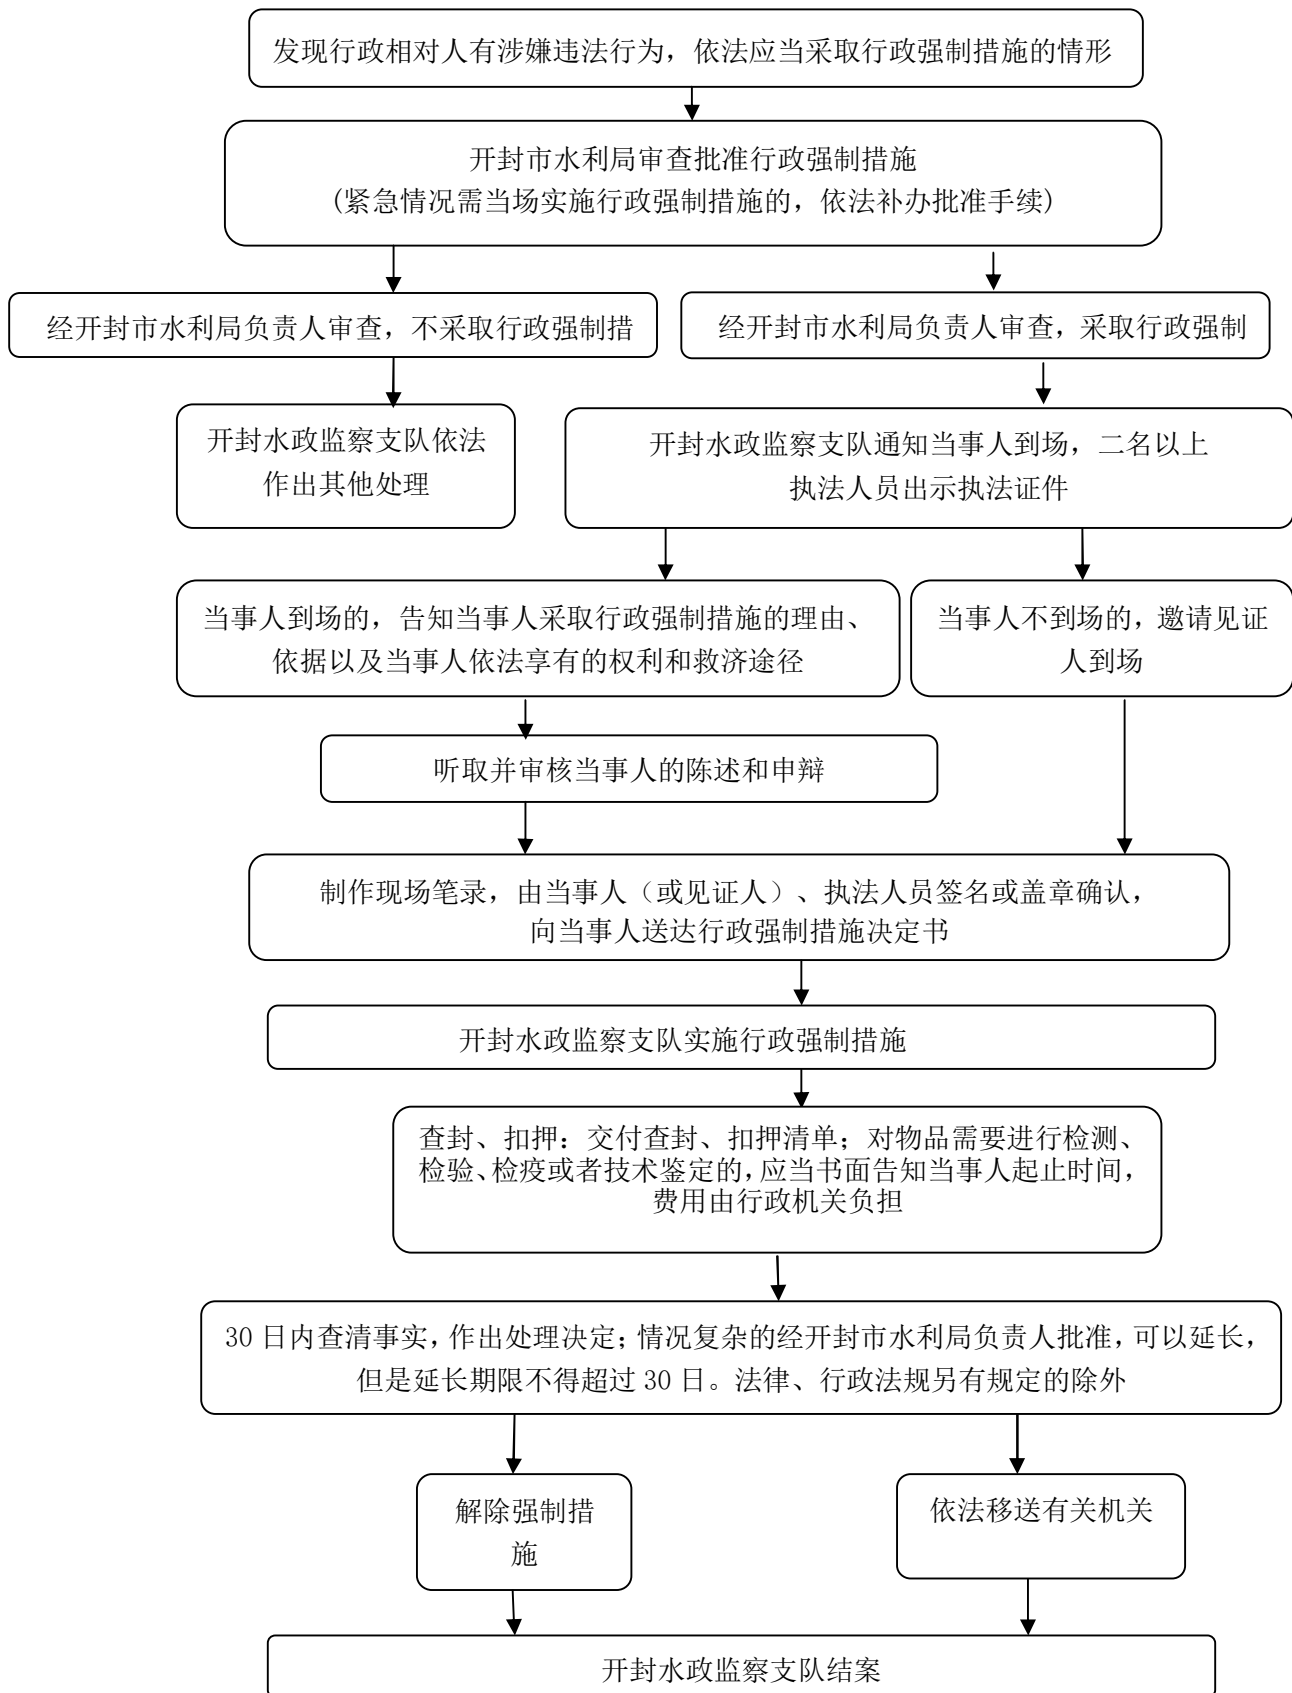 发现行政相对人有涉嫌违法行为，依法应当采取行政强制措施的情形
开封市水利局审查批准行政强制措施
(紧急情况需当场实施行政强制措施的，依法补办批准手续)
经开封市水利局负责人审查，不采取行政强制措
经开封市水利局负责人审查，采取行政强制
开封水政监察支队依法
作出其他处理
开封水政监察支队通知当事人到场，二名以上
执法人员出示执法证件
当事人到场的，告知当事人采取行政强制措施的理由、
依据以及当事人依法享有的权利和救济途径
当事人不到场的，邀请见证
人到场
听取并审核当事人的陈述和申辩
制作现场笔录，由当事人（或见证人）、执法人员签名或盖章确认，
向当事人送达行政强制措施决定书
开封水政监察支队实施行政强制措施
查封、扣押：交付查封、扣押清单；对物品需要进行检测、
检验、检疫或者技术鉴定的，应当书面告知当事人起止时间，
费用由行政机关负担
30日内查清事实，作出处理决定；情况复杂的经开封市水利局负责人批准，可以延长，
但是延长期限不得超过30日。法律、行政法规另有规定的除外
解除强制措
施
依法移送有关机关
开封水政监察支队结案